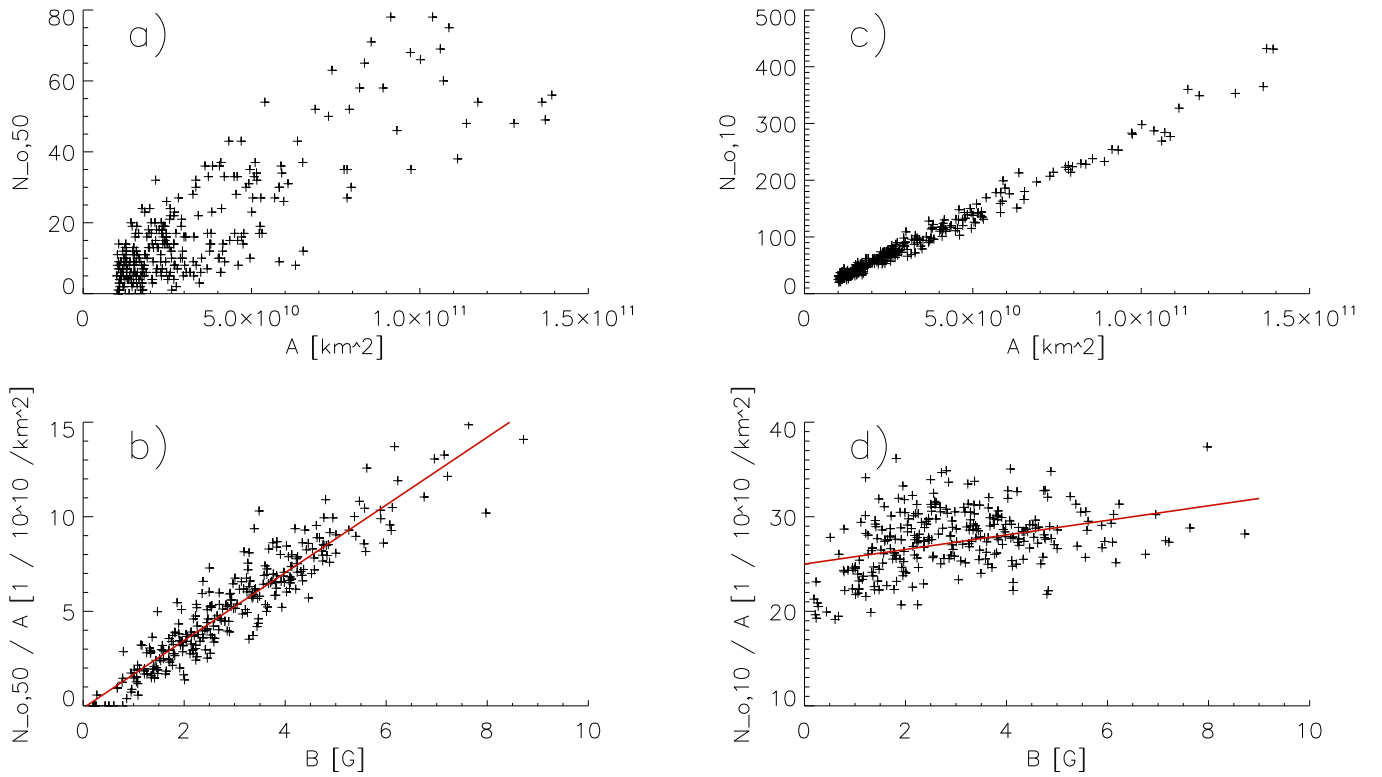 a)
80
60
40
20
0
N_o,50
0 5.0×10^10 1.0×10^11 1.5×10^11
A [km^2]
c)
500
400
300
200
100
0
N_o,10
0 5.0×10^10 1.0×10^11 1.5×10^11
A [km^2]
b)
15
10
5
0
N_o,50 / A [1 / 10^10 /km^2]
0 2 4 6 8 10
B [G]
d)
40
30
20
10
N_o,10 / A [1 / 10^10 /km^2]
0 2 4 6 8 10
B [G]